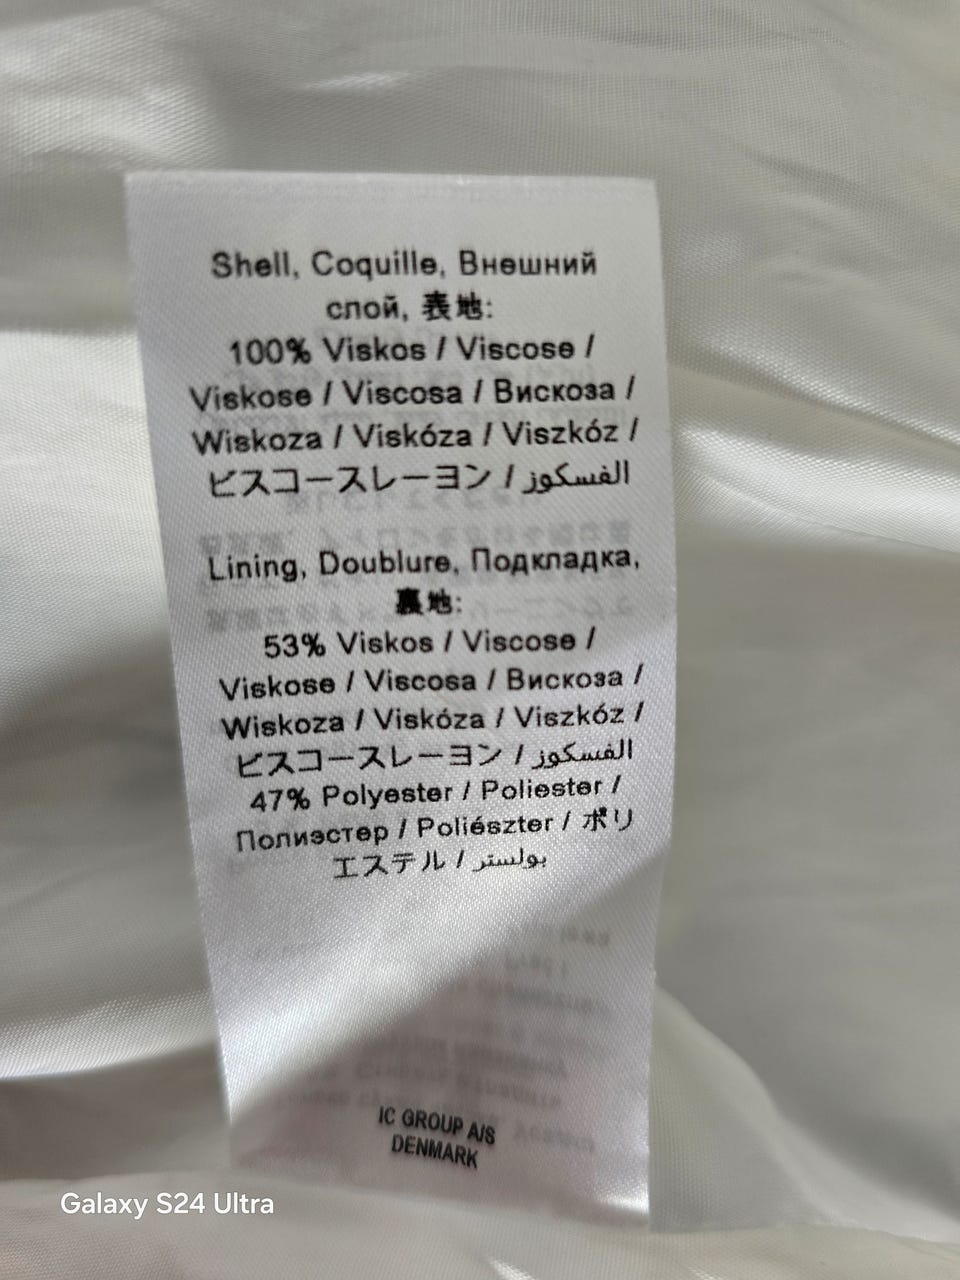 Shell, Coquille, Внешний
слой, 表地:
100% Viskos / Viscose /
Viskose / Viscosa / Вискоза /
Wiskoza / Viskóza / Viszkóz /
ビスコースレーヨン / الفسكوز
Lining, Doublure, Подкладка,
裏地:
53% Viskos / Viscose /
Viskose / Viscosa / Вискоза /
Wiskoza / Viskóza / Viszkóz /
ビスコースレーヨン / الفسكوز
47% Polyester / Poliester /
Полиэстер / Poliészter / ポリ
エステル / بولستر
IC GROUP A/S
DENMARK
Galaxy S24 Ultra